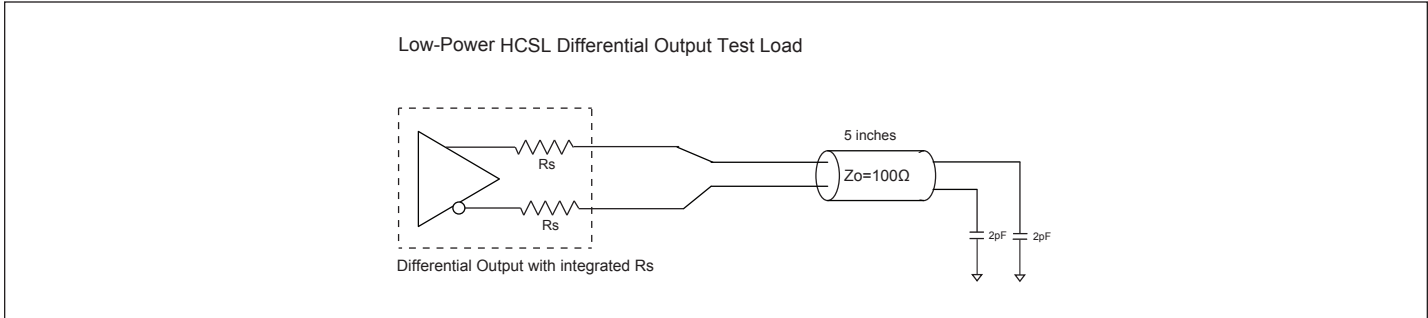 Low-Power HCSL Differential Output Test Load
5 inches
Rs
Zo=100Ω
Rs
2pF
2pF
Differential Output with integrated Rs